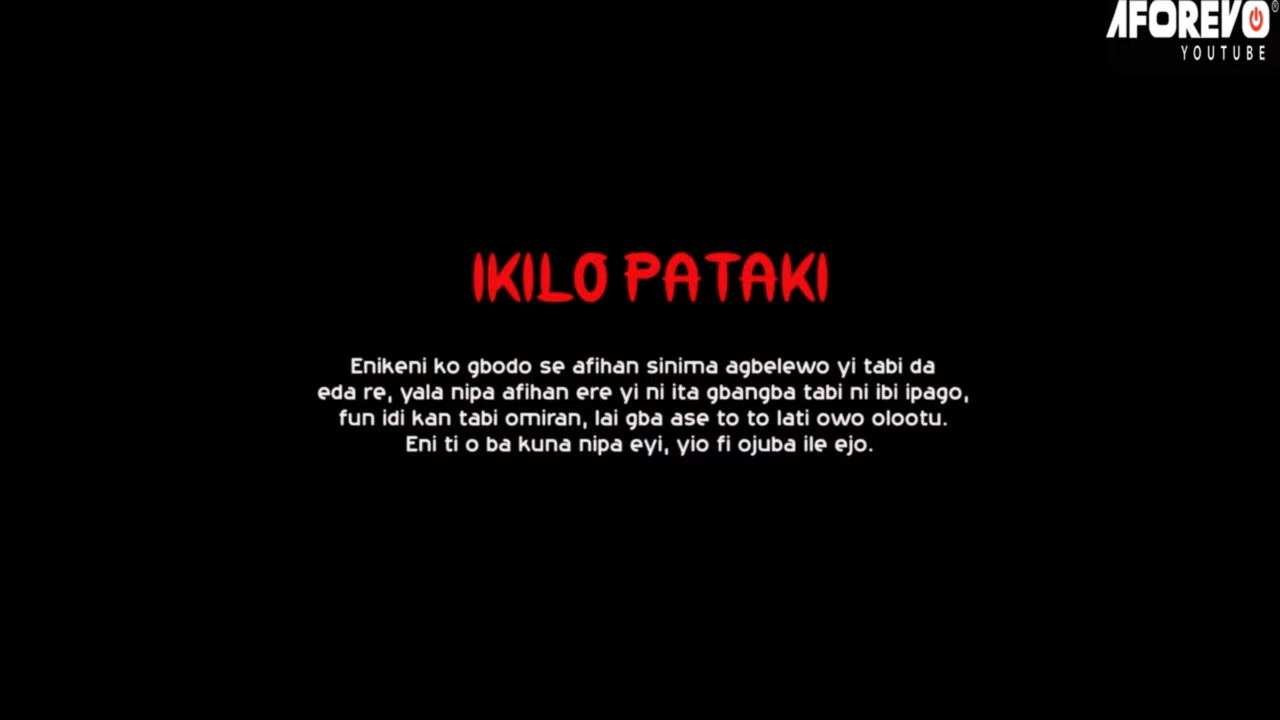 AFOREVO
YOUTUBE
IKILO PATAKI
Enikeni ko gbodo se afihan sinima agbelewo yi tabi da
eda re, yala nipa afihan ere yi ni ita gbangba tabi ni ibi ipago,
fun idi kan tabi omiran, lai gba ase to to lati owo olootu.
Eni ti o ba kuna nipa eyi, yio fi ojuba ile ejo.